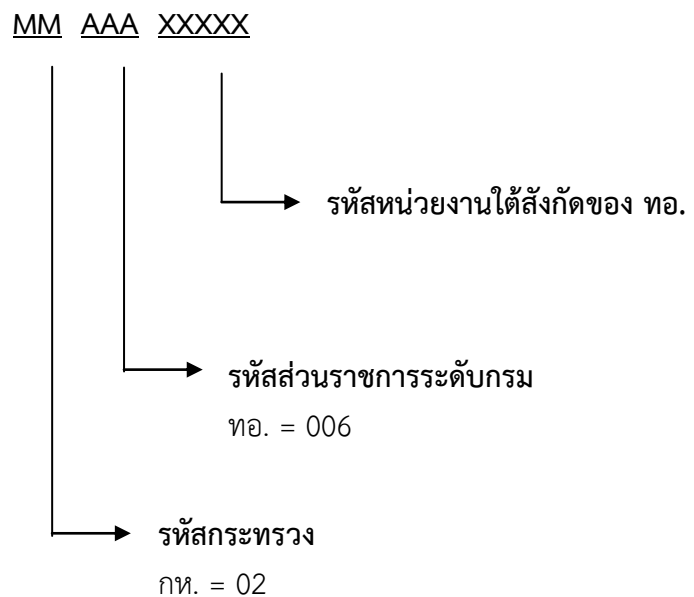 MM AAA XXXXX
รหัสหน่วยงานใต้สังกัดของ ทอ.
รหัสส่วนราชการระดับกรม
ทอ. = 006
รหัสกระทรวง
กห. = 02